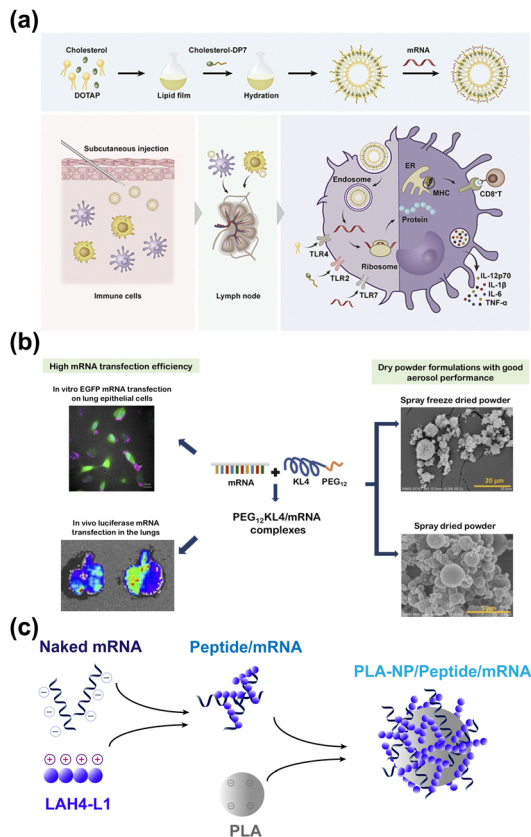 (a)
Cholesterol
Cholesterol-DP7
mRNA
DOTAP
Lipid film
Hydration
Subcutaneous injection
Immune cells
Lymph node
Endosome
ER
MHC
CD8+T
Protein
TLR4
TLR2
TLR7
Ribosome
IL-12p70
IL-1β
IL-6
TNF-α
(b)
High mRNA transfection efficiency
In vitro EGFP mRNA transfection
on lung epithelial cells
In vivo luciferase mRNA
transfection in the lungs
mRNA
KL4
PEG12
PEG12KL4/mRNA
complexes
Dry powder formulations with good
aerosol performance
Spray freeze dried powder
20 μm
Spray dried powder
(c)
Naked mRNA
Peptide/mRNA
PLA-NP/Peptide/mRNA
LAH4-L1
PLA